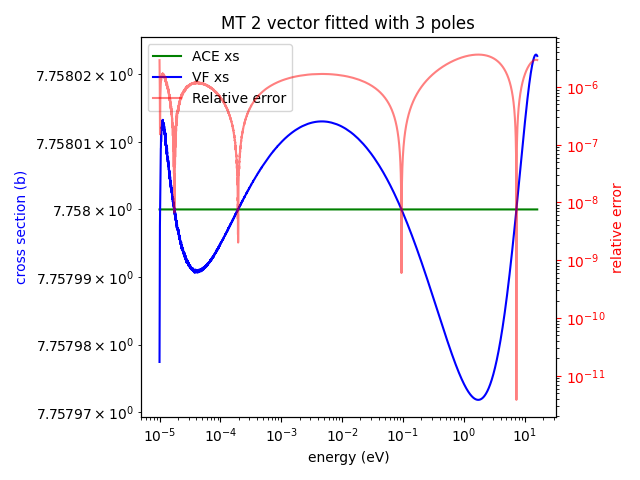 MT 2 vector fitted with 3 poles
ACE xs
VF xs
Relative error
7.75802 × 10⁰
7.75801 × 10⁰
7.758 × 10⁰
7.75799 × 10⁰
7.75798 × 10⁰
7.75797 × 10⁰
cross section (b)
10⁻⁶
10⁻⁷
10⁻⁸
10⁻⁹
10⁻¹⁰
10⁻¹¹
relative error
10⁻⁵ 10⁻⁴ 10⁻³ 10⁻² 10⁻¹ 10⁰ 10¹
energy (eV)